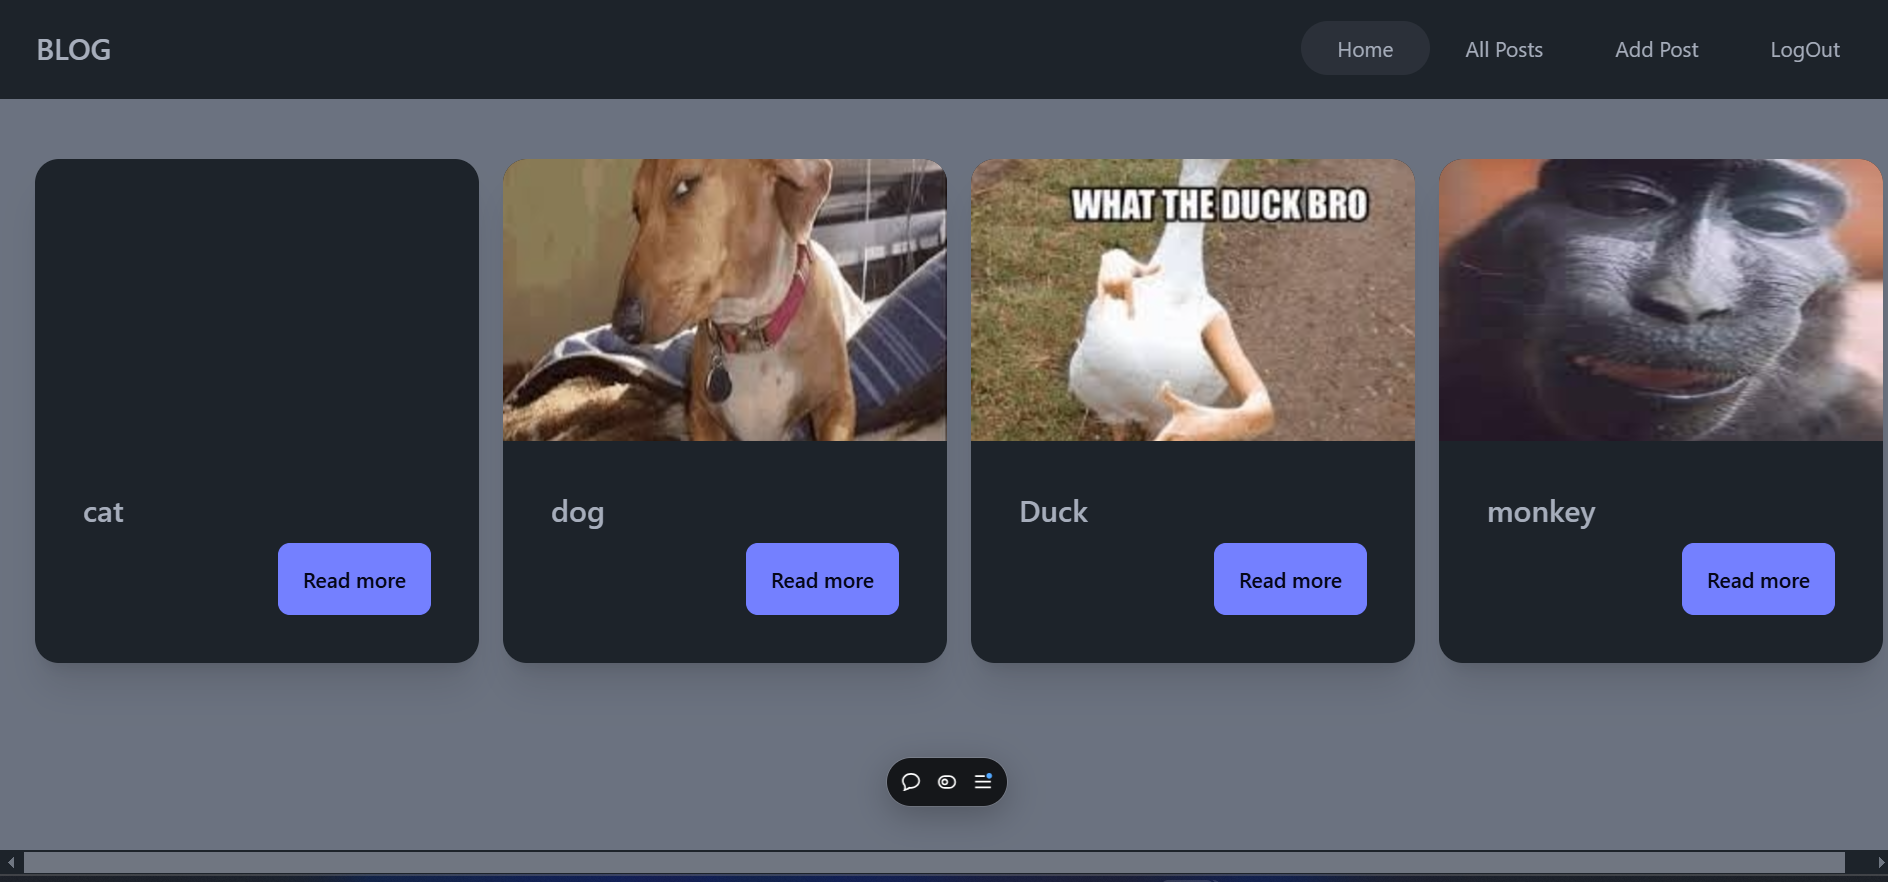 BLOG
Home
All Posts
Add Post
LogOut
WHAT THE DUCK BRO
cat
dog
Duck
monkey
Read more
Read more
Read more
Read more